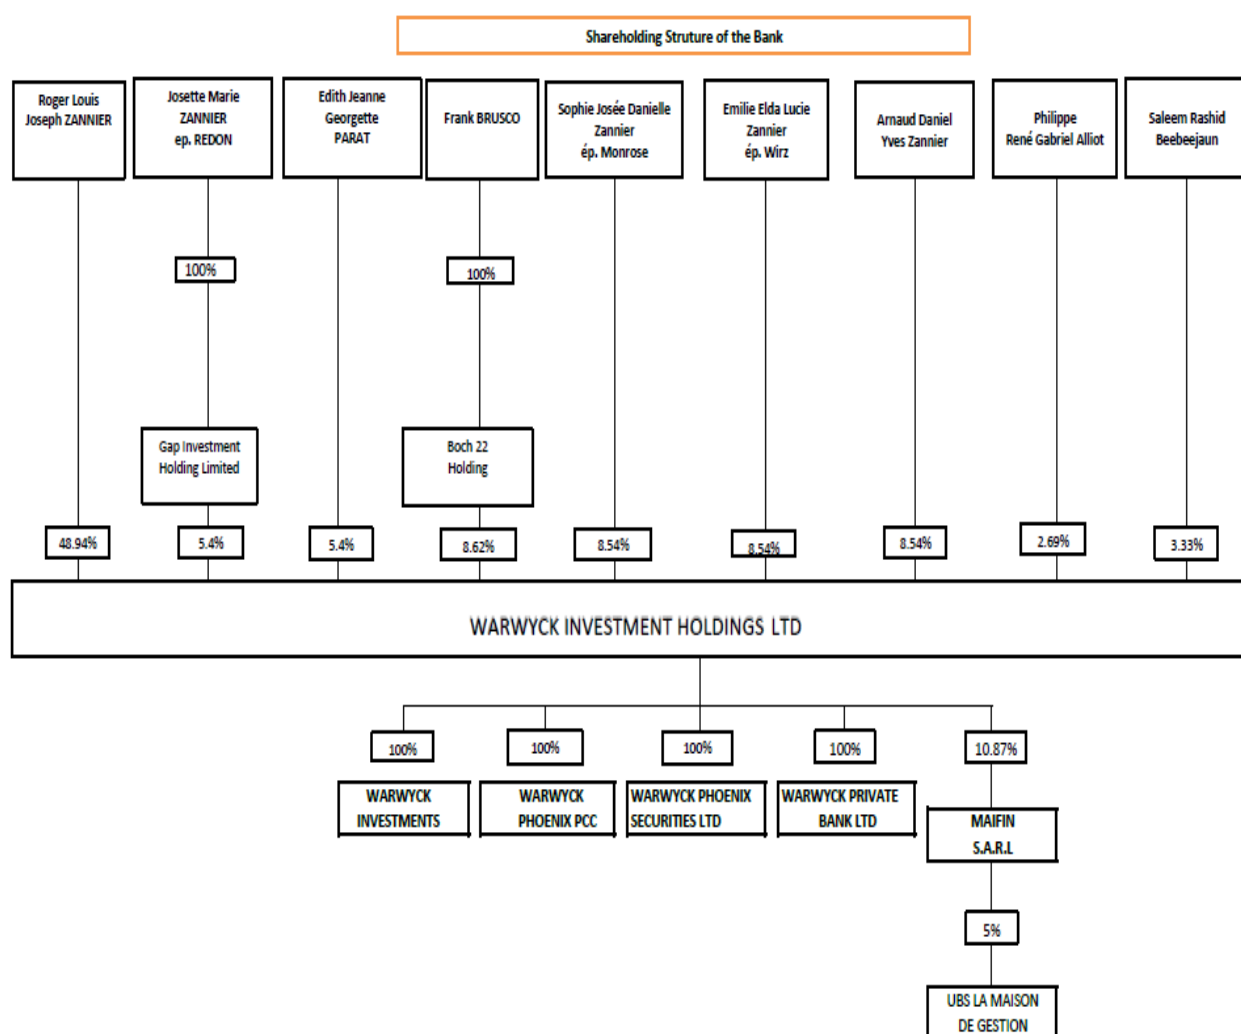 Shareholding Struture of the Bank
Roger Louis
Joseph ZANNIER
Josette Marie
ZANNIER
ep. REDON
Edith Jeanne
Georgette
PARAT
Frank BRUSCO
Sophie Josée Danielle
Zannier
ép. Monrose
Emilie Elda Lucie
Zannier
ép. Wirz
Arnaud Daniel
Yves Zannier
Philippe
René Gabriel Alliot
Saleem Rashid
Beebeejaun
100%
100%
Gap Investment
Holding Limited
Boch 22
Holding
48.94%
5.4%
5.4%
8.62%
8.54%
8.54%
8.54%
2.69%
3.33%
WARWYCK INVESTMENT HOLDINGS LTD
100%
100%
100%
100%
10.87%
WARWYCK
INVESTMENTS
WARWYCK
PHOENIX PCC
WARWYCK PHOENIX
SECURITIES LTD
WARWYCK PRIVATE
BANK LTD
MAIFIN
S.A.R.L
5%
UBS LA MAISON
DE GESTION